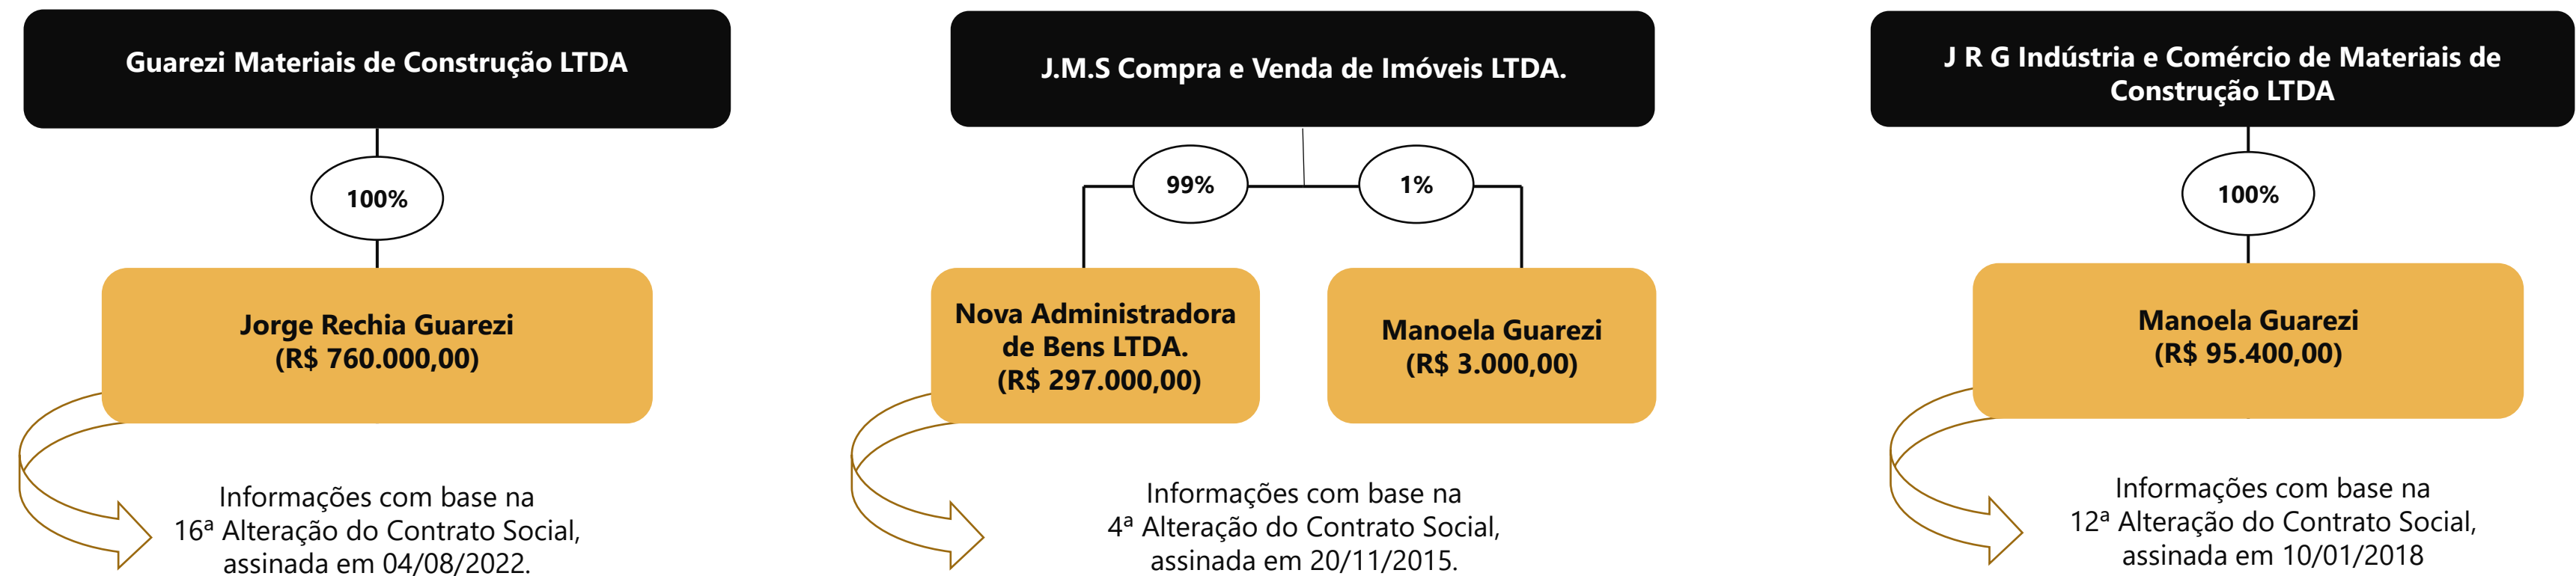 Guarezi Materiais de Construção LTDA
100%
Jorge Rechia Guarezi
(R$ 760.000,00)
Informações com base na
16ª Alteração do Contrato Social,
assinada em 04/08/2022.
J.M.S Compra e Venda de Imóveis LTDA.
99%
1%
Nova Administradora
de Bens LTDA.
(R$ 297.000,00)
Manoela Guarezi
(R$ 3.000,00)
Informações com base na
4ª Alteração do Contrato Social,
assinada em 20/11/2015.
J R G Indústria e Comércio de Materiais de
Construção LTDA
100%
Manoela Guarezi
(R$ 95.400,00)
Informações com base na
12ª Alteração do Contrato Social,
assinada em 10/01/2018